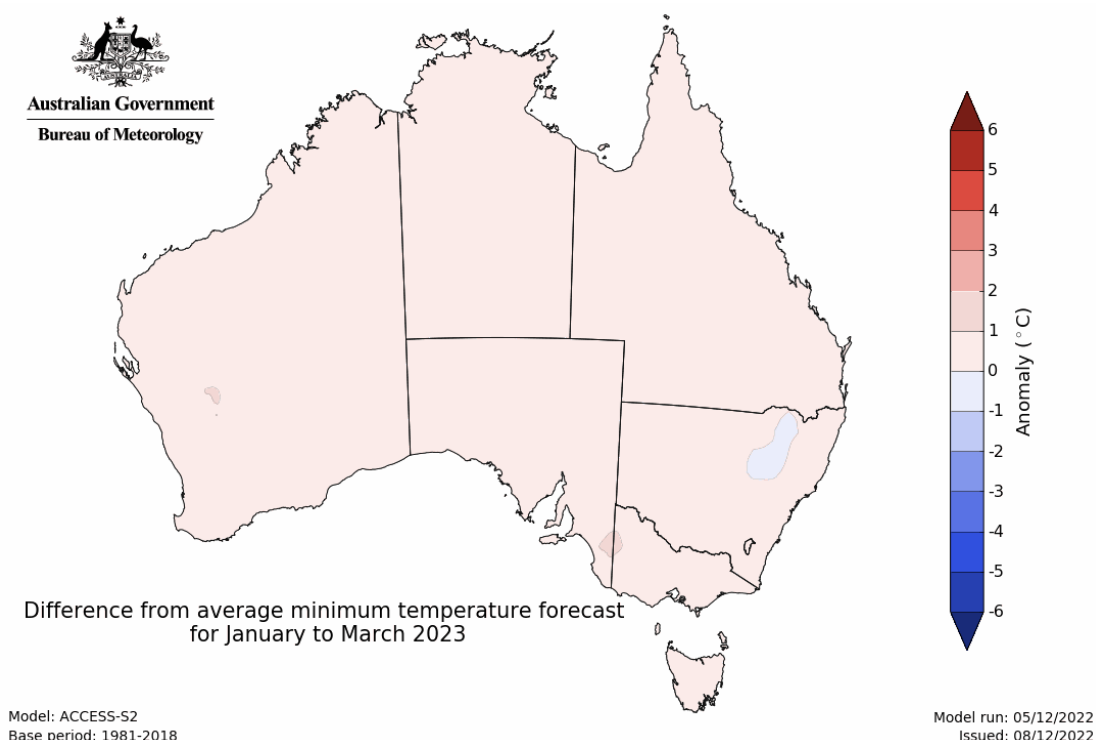 Australian Government
Bureau of Meteorology
6
5
4
3
2
1
0
-1
-2
-3
-4
-5
-6
Anomaly (°C)
Difference from average minimum temperature forecast
for January to March 2023
Model: ACCESS-S2
Base period: 1981-2018
Model run: 05/12/2022
Issued: 08/12/2022